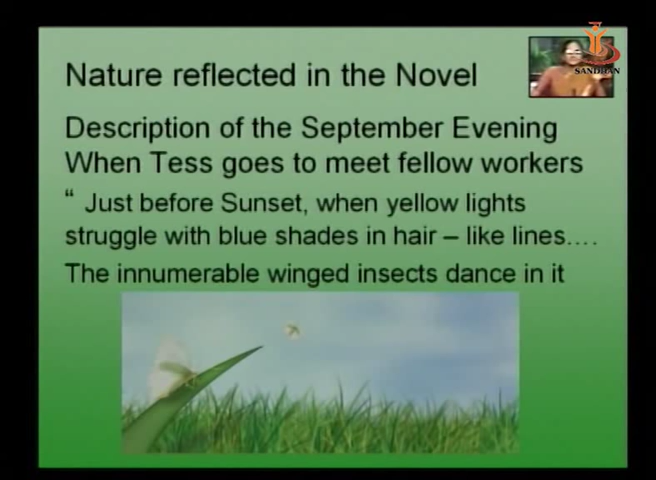 SANDHAN
Nature reflected in the Novel
Description of the September Evening
When Tess goes to meet fellow workers
“ Just before Sunset, when yellow lights
struggle with blue shades in hair – like lines….
The innumerable winged insects dance in it